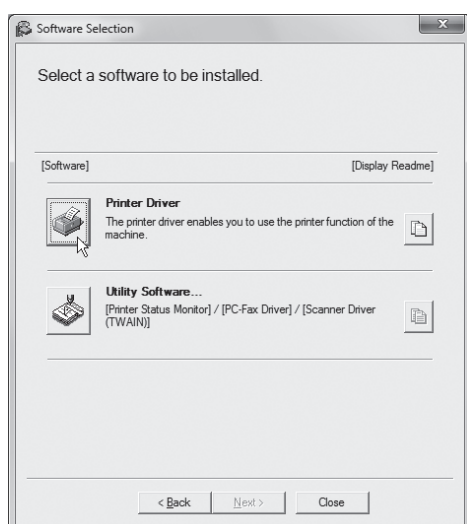 Software Selection
x
Select a software to be installed.
[Software] [Display Readme]
Printer Driver
The printer driver enables you to use the printer function of the
machine.
Utility Software...
[Printer Status Monitor] / [PC-Fax Driver] / [Scanner Driver
(TWAIN)]
< Back Next > Close